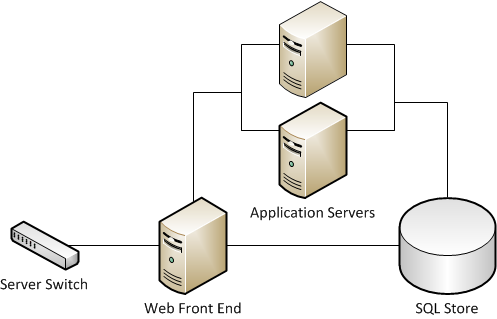 Application Servers
Server Switch
Web Front End
SQL Store